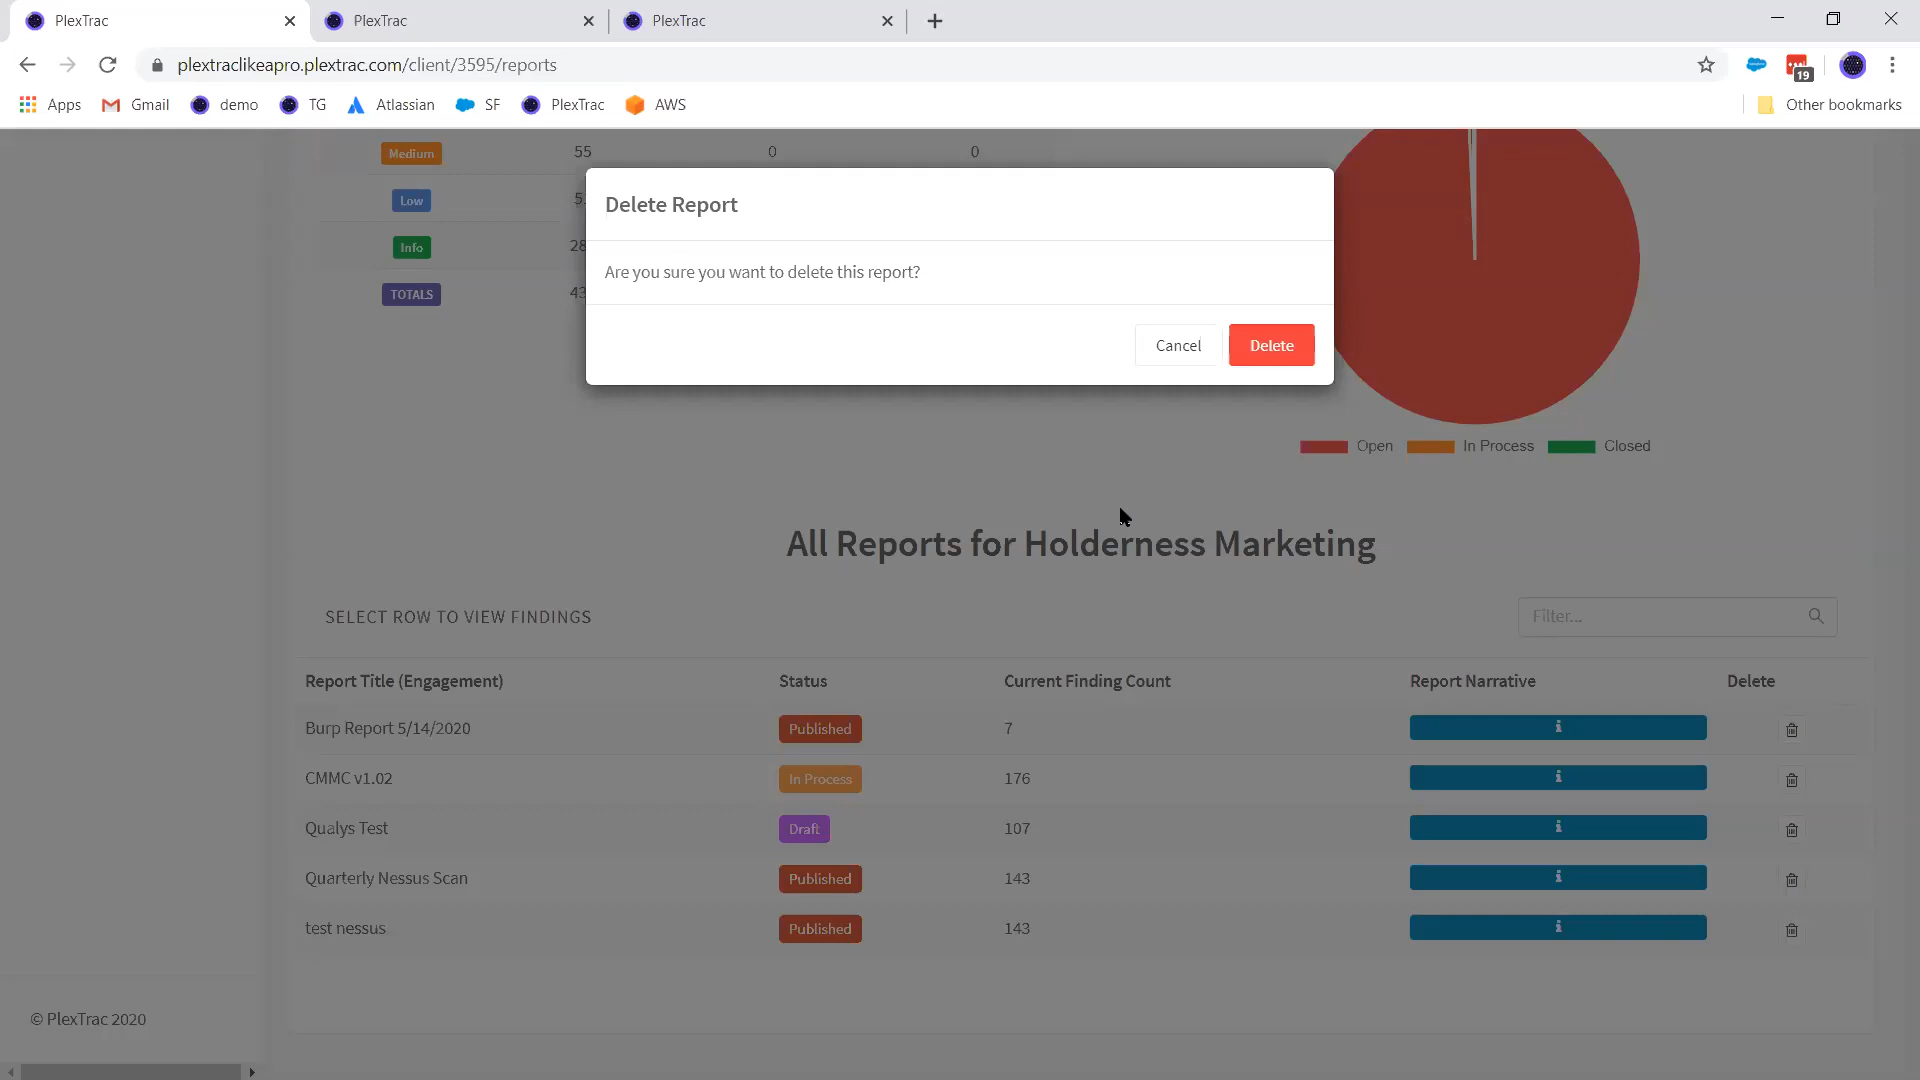 PlexTrac
PlexTrac
PlexTrac
plextraclikeapro.plextrac.com/client/3595/reports
19
Apps
Gmail
demo
TG
Atlassian
SF
PlexTrac
AWS
Other bookmarks
Medium 55 0 0
Low
Info 28
TOTALS 43
Delete Report
Are you sure you want to delete this report?
Cancel
Delete
Open
In Process
Closed
All Reports for Holderness Marketing
SELECT ROW TO VIEW FINDINGS
Filter...
Report Title (Engagement) Status Current Finding Count Report Narrative Delete
Burp Report 5/14/2020 Published 7
CMMC v1.02 In Process 176
Qualys Test Draft 107
Quarterly Nessus Scan Published 143
test nessus Published 143
© PlexTrac 2020